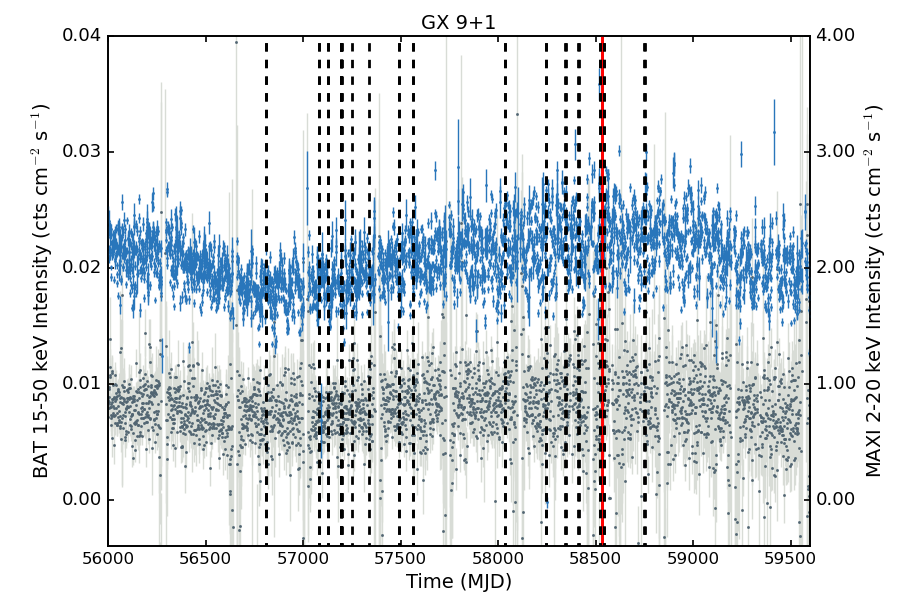 GX 9+1
0.04
0.03
0.02
0.01
0.00
BAT 15-50 keV Intensity (cts cm⁻² s⁻¹)
4.00
3.00
2.00
1.00
0.00
MAXI 2-20 keV Intensity (cts cm⁻² s⁻¹)
56000 56500 57000 57500 58000 58500 59000 59500
Time (MJD)